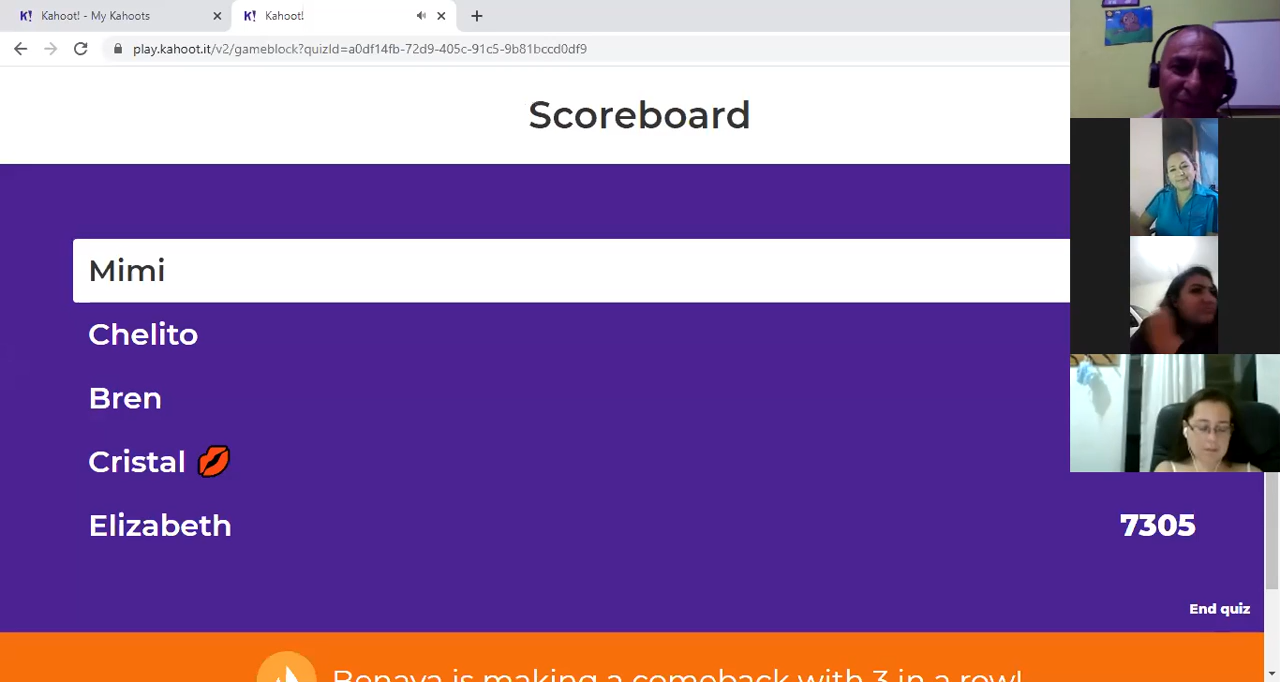 K! Kahoot! - My Kahoots
K! Kahoot!
play.kahoot.it/v2/gameblock?quizId=a0df14fb-72d9-405c-91c5-9b81bccd0df9
Scoreboard
Mimi
Chelito
Bren
Cristal 💋
Elizabeth 7305
End quiz
Benaya is making a comeback with 3 in a row!